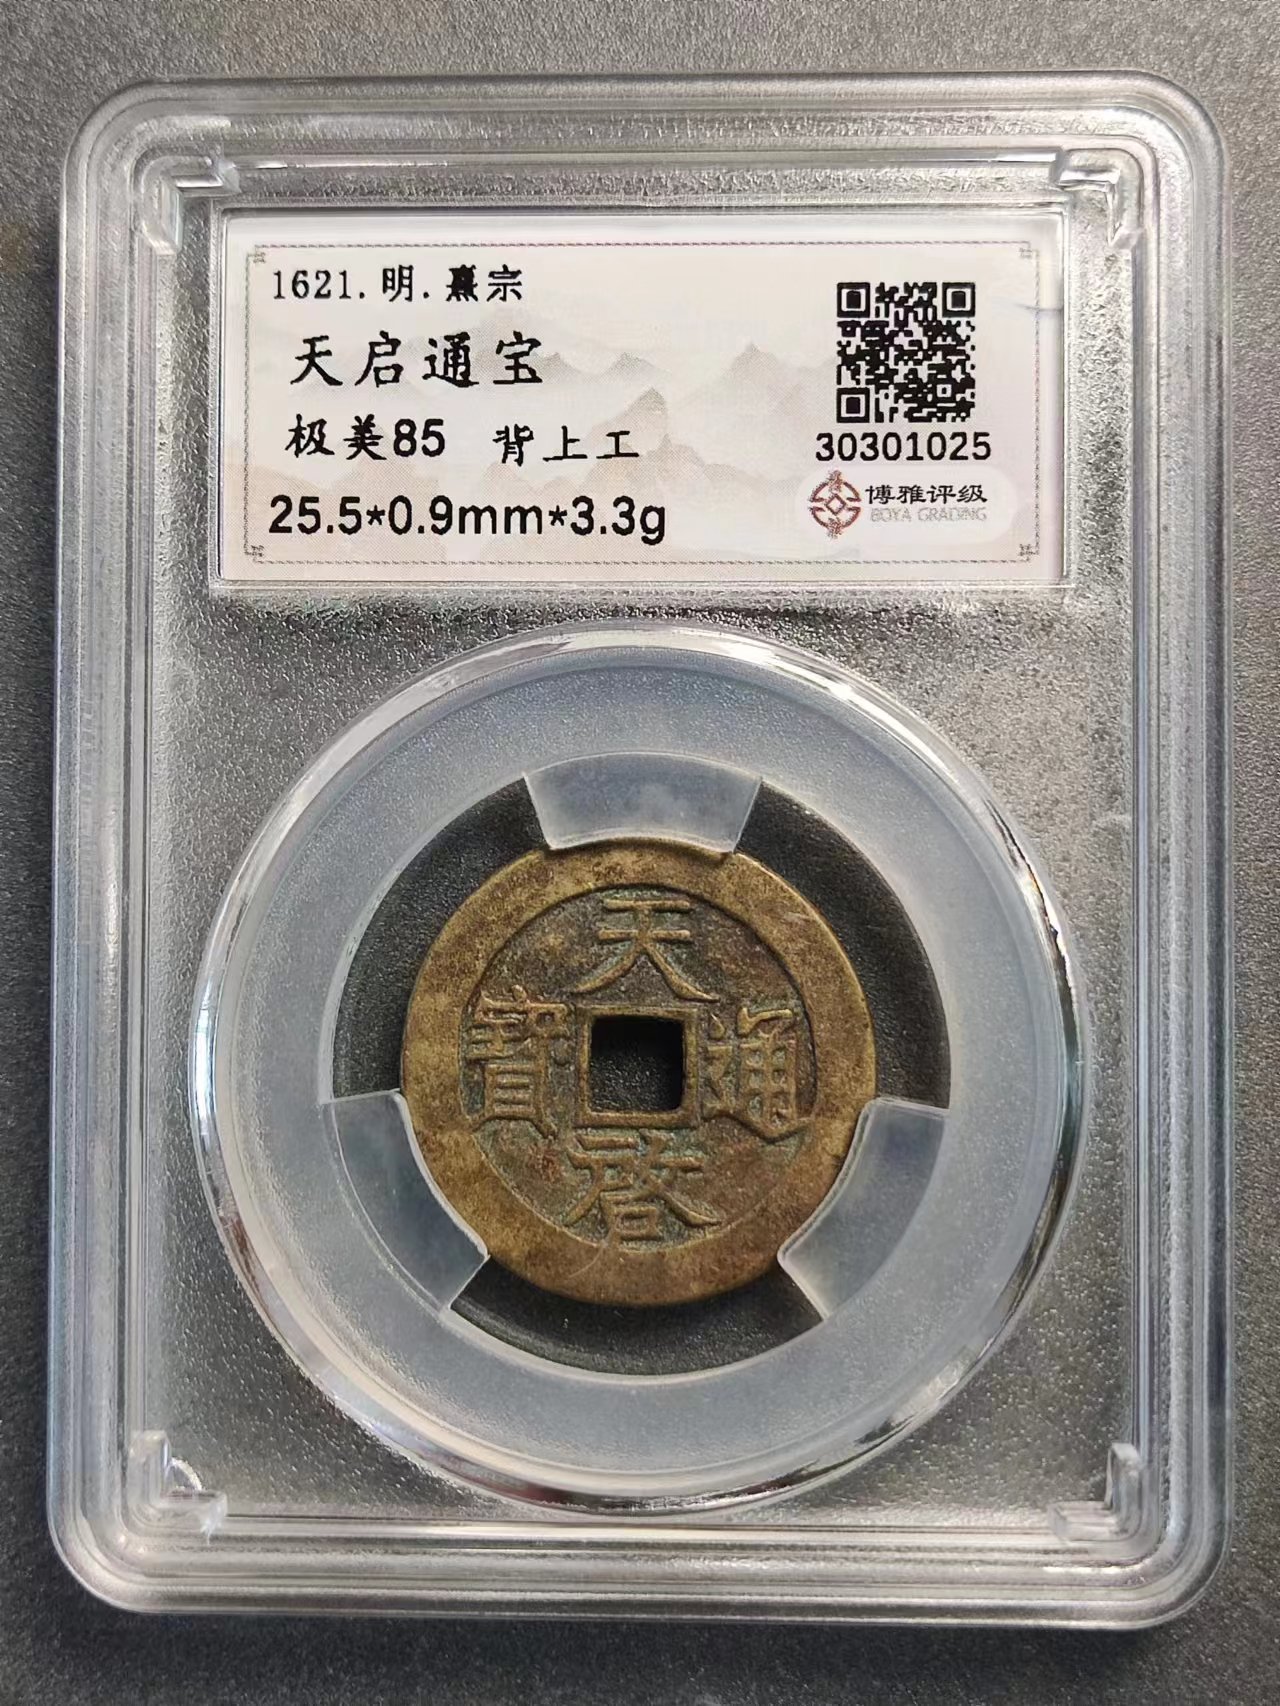 1621.明.熹宗
天启通宝
极美85 背上工
25.5*0.9mm*3.3g
30301025
博雅评级
BOYA GRADING
天
寶 通
啓